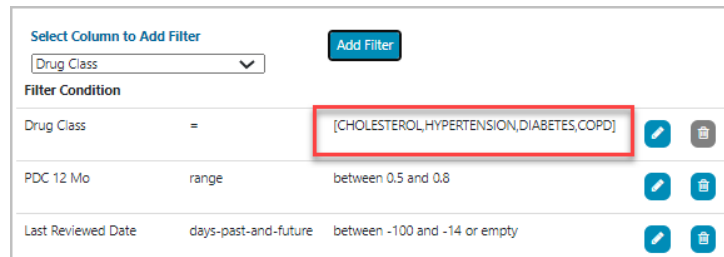 Select Column to Add Filter
Add Filter
Drug Class
Filter Condition
Drug Class = [CHOLESTEROL,HYPERTENSION,DIABETES,COPD]
PDC 12 Mo range between 0.5 and 0.8
Last Reviewed Date days-past-and-future between -100 and -14 or empty